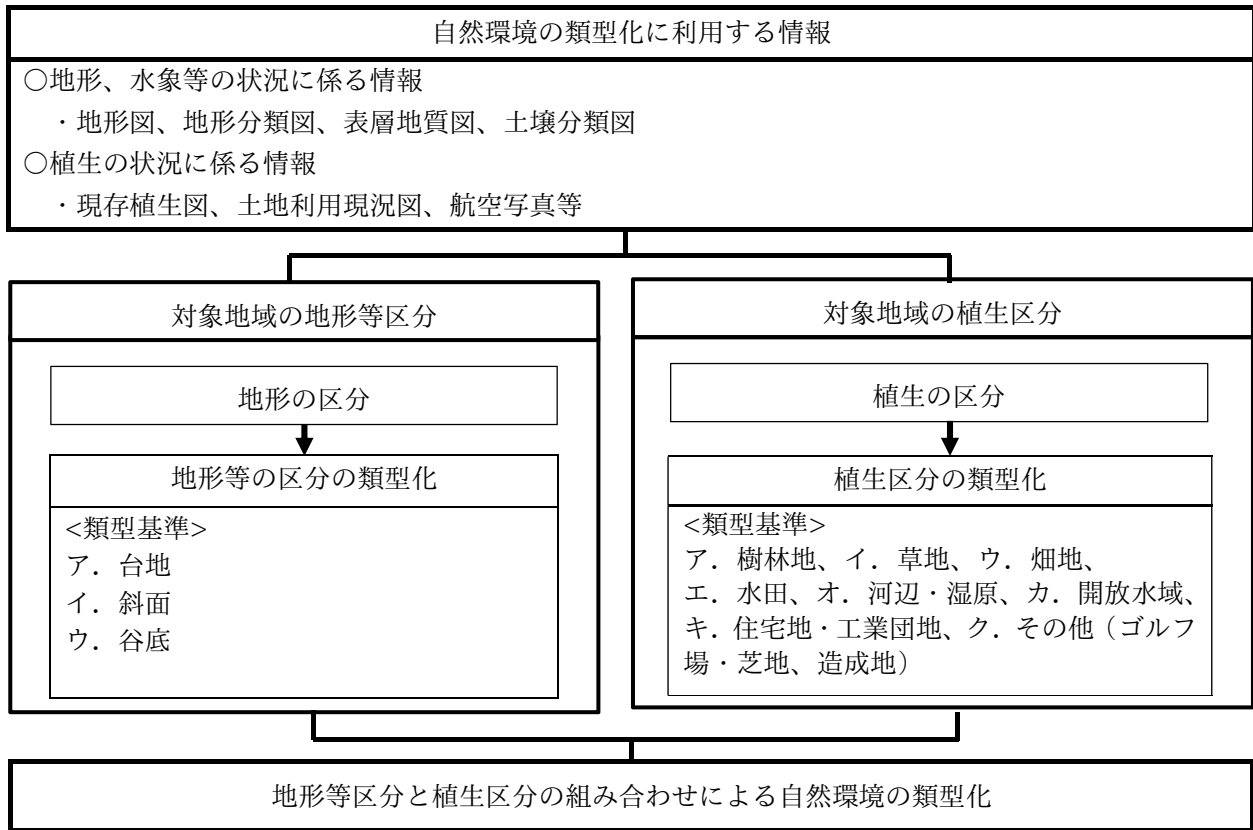 自然環境の類型化に利用する情報
○地形、水象等の状況に係る情報
・地形図、地形分類図、表層地質図、土壌分類図
○植生の状況に係る情報
・現存植生図、土地利用現況図、航空写真等
対象地域の地形等区分
地形の区分
地形等の区分の類型化
<類型基準>
ア．台地
イ．斜面
ウ．谷底
対象地域の植生区分
植生の区分
植生区分の類型化
<類型基準>
ア．樹林地、イ．草地、ウ．畑地、
エ．水田、オ．河辺・湿原、カ．開放水域、
キ．住宅地・工業団地、ク．その他（ゴルフ
場・芝地、造成地）
地形等区分と植生区分の組み合わせによる自然環境の類型化